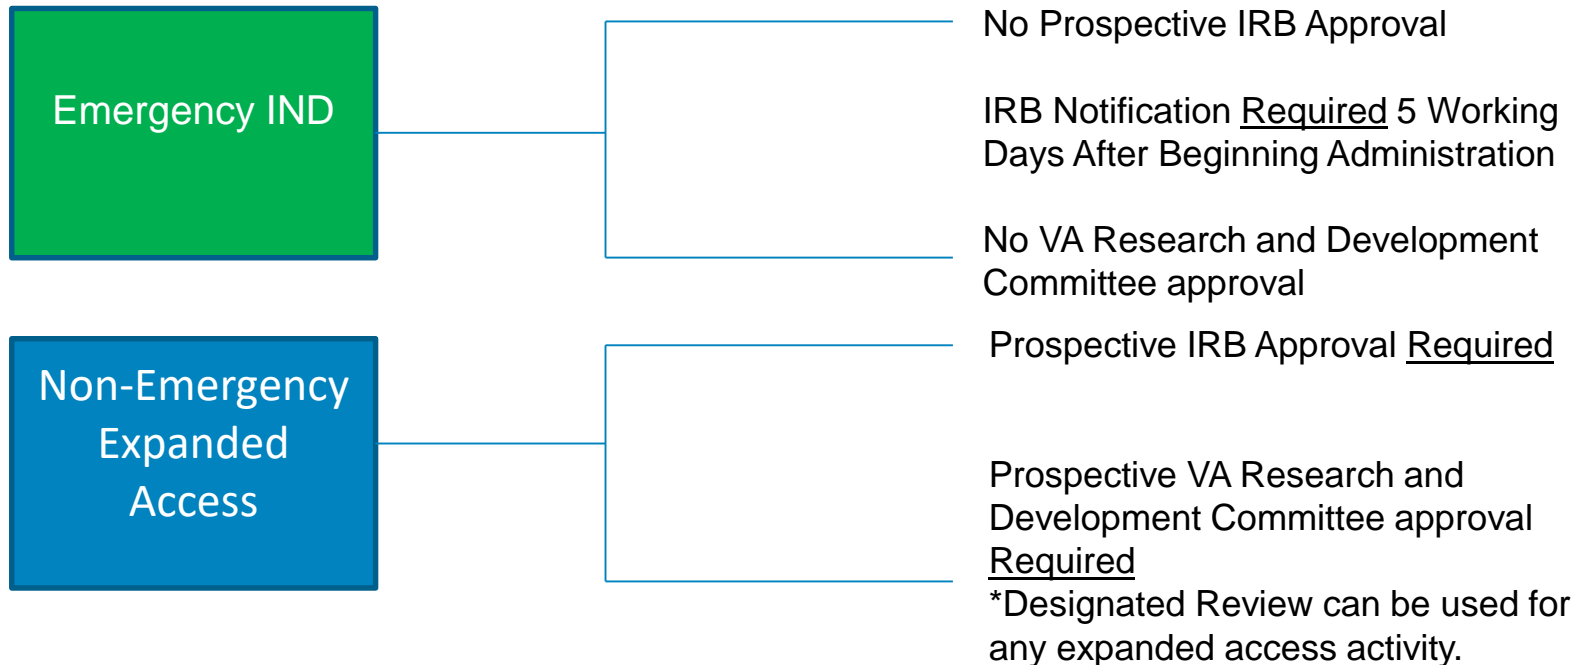 Emergency IND
No Prospective IRB Approval
IRB Notification Required 5 Working
Days After Beginning Administration
No VA Research and Development
Committee approval
Non-Emergency
Expanded
Access
Prospective IRB Approval Required
Prospective VA Research and
Development Committee approval
Required
*Designated Review can be used for
any expanded access activity.